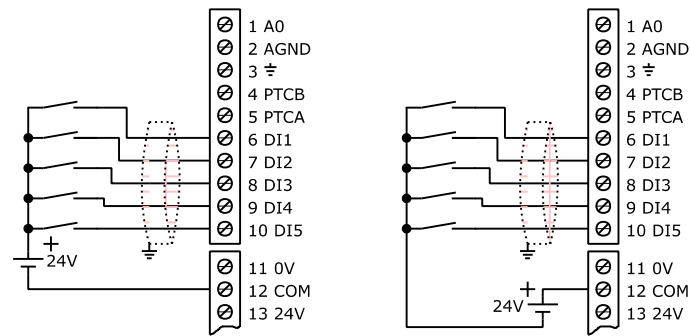 1 A0
2 AGND
3 ⏚
4 PTCB
5 PTCA
6 DI1
7 DI2
8 DI3
9 DI4
10 DI5
+
24V
11 0V
12 COM
13 24V
1 A0
2 AGND
3 ⏚
4 PTCB
5 PTCA
6 DI1
7 DI2
8 DI3
9 DI4
10 DI5
11 0V
+
24V
12 COM
13 24V